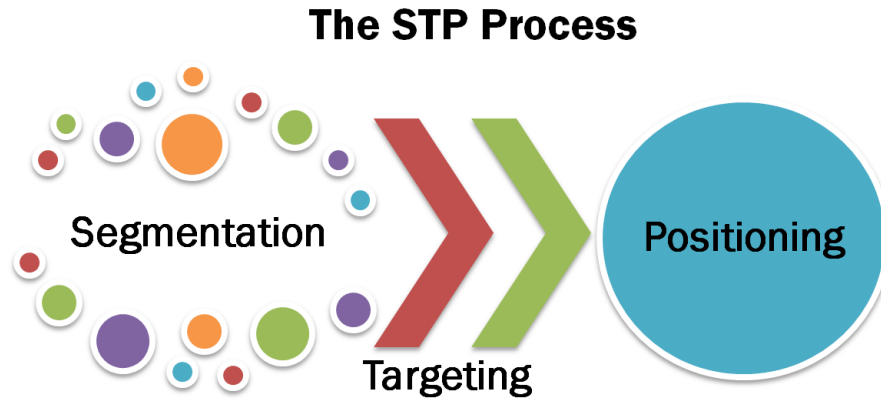 The STP Process
Segmentation
Targeting
Positioning